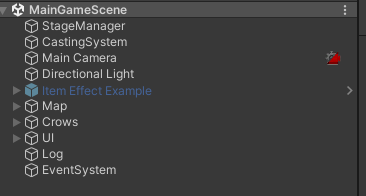 MainGameScene
StageManager
CastingSystem
Main Camera
Directional Light
Item Effect Example
Map
Crows
UI
Log
EventSystem